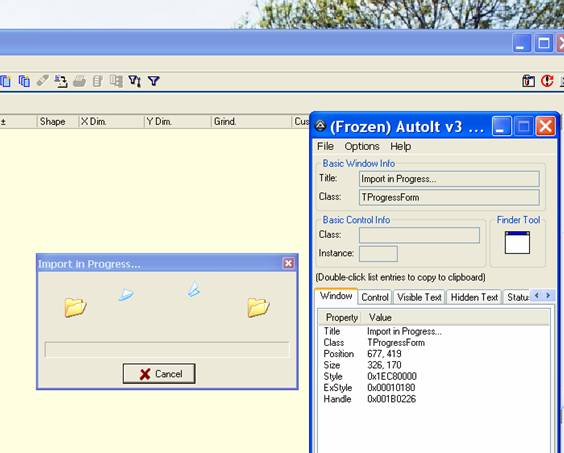 ± Shape X Dim. Y Dim. Grind. Cus
(Frozen) AutoIt v3 ...
File Options Help
Basic Window Info
Title: Import in Progress...
Class: TProgressForm
Basic Control Info
Finder Tool
Class:
Instance:
(Double-click list entries to copy to clipboard)
Window Control Visible Text Hidden Text Statu
Property Value
Title Import in Progress...
Class TProgressForm
Position 677, 419
Size 326, 170
Style 0x1EC80000
ExStyle 0x00010180
Handle 0x001B0226
Import in Progress...
Cancel